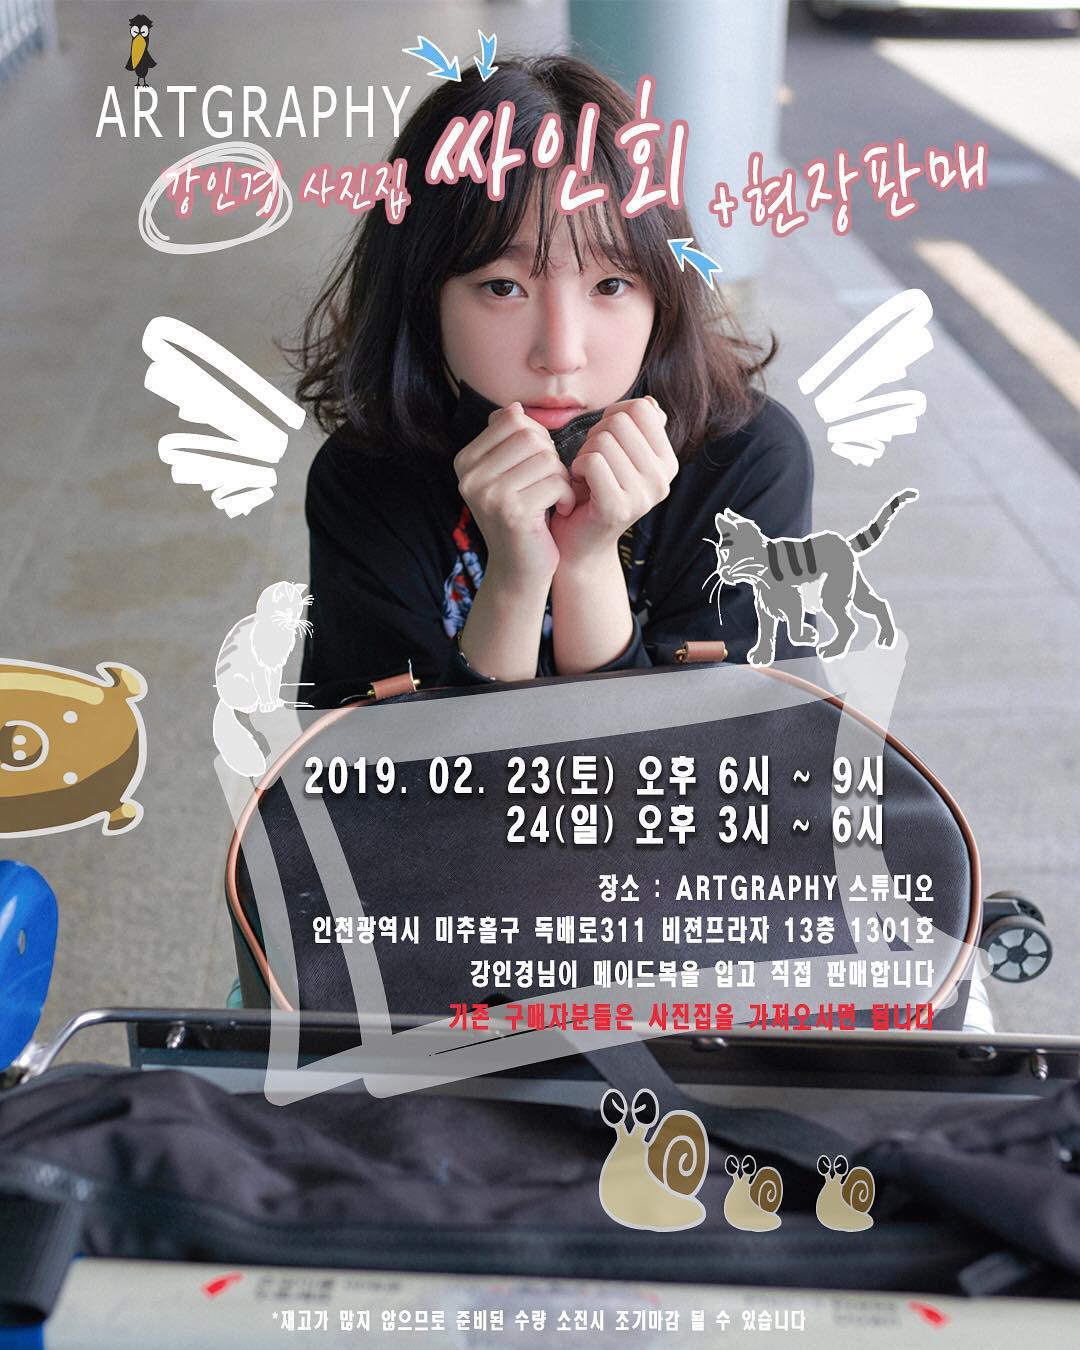 ARTGRAPHY
강인경 사진집 싸인회 +현장판매
2019. 02. 23(토) 오후 6시 ~ 9시
24(일) 오후 3시 ~ 6시
장소 : ARTGRAPHY 스튜디오
인천광역시 미추홀구 독배로311 비젼프라자 13층 1301호
강인경님이 메이드복을 입고 직접 판매합니다
기존 구매자분들은 사진집을 가져오시면 됩니다
*재고가 많지 않으므로 준비된 수량 소진시 조기마감 될 수 있습니다